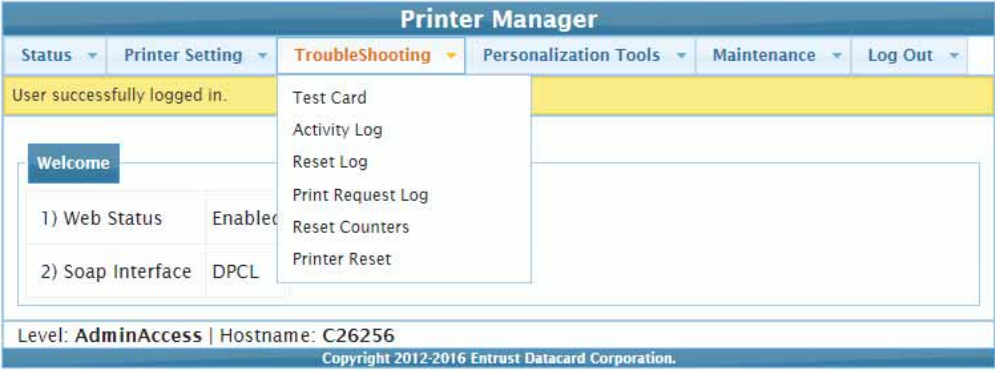 Printer Manager
Status Printer Setting TroubleShooting Personalization Tools Maintenance Log Out
User successfully logged in.
Test Card
Activity Log
Reset Log
Print Request Log
Reset Counters
Printer Reset
Welcome
1) Web Status Enabled
2) Soap Interface DPCL
Level: AdminAccess | Hostname: C26256
Copyright 2012-2016 Entrust Datacard Corporation.